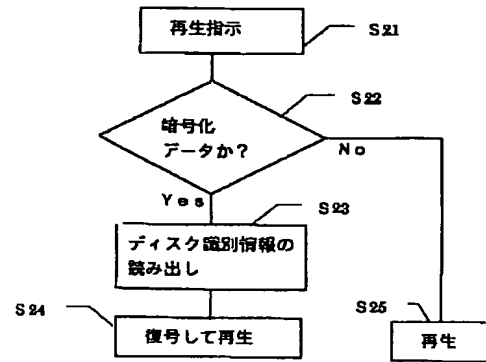 再生指示
S21
暗号化
データか？
S22
No
Yes
S23
ディスク識別情報の
読み出し
S24
復号して再生
S25
再生